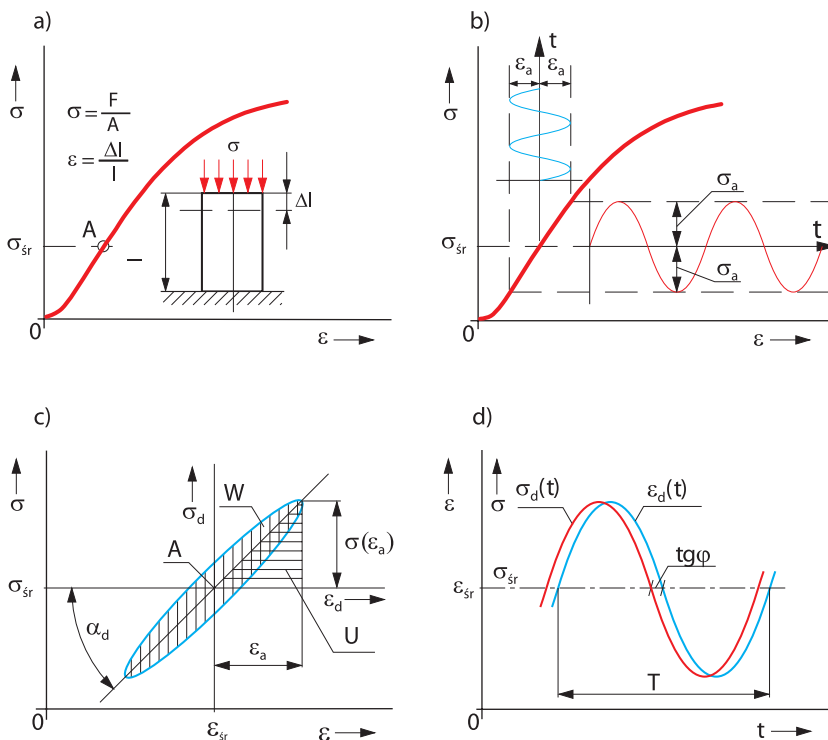 a)
σ
σ = F/A
ε = Δl/l
σ
Δl
A
l
σśr
0
ε
b)
t
εa εa
σ
σa
σśr
t
σa
0
ε
c)
σ
σd
W
A
σ(εa)
σśr
εd
αd
εa
U
0
εśr
ε
d)
ε σ
σd(t) εd(t)
tgφ
σśr
εśr
T
0
t